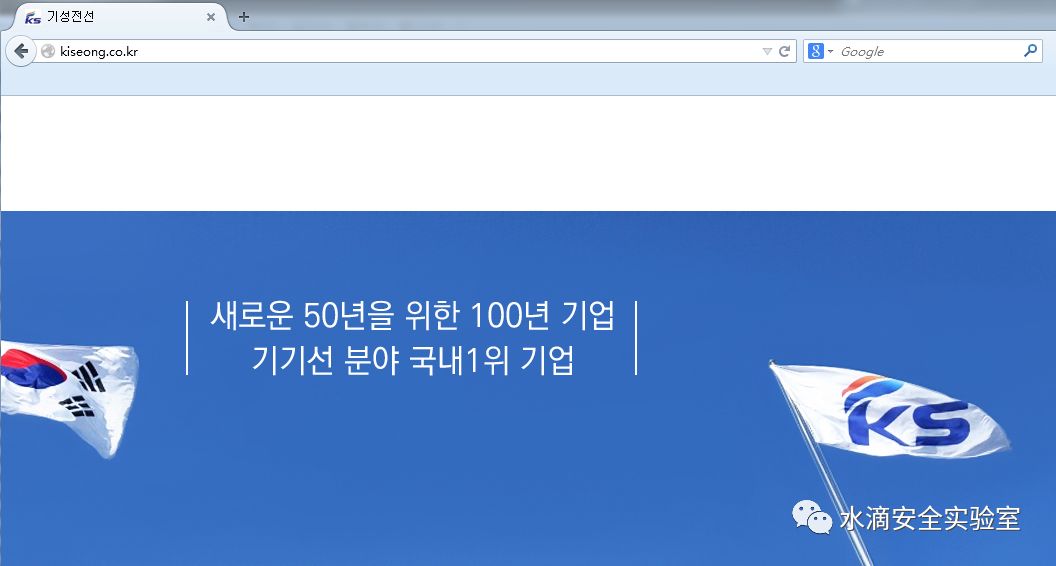 KS 기성전선
kiseong.co.kr
8 Google
새로운 50년을 위한 100년 기업
기기선 분야 국내1위 기업
KS
水滴安全实验室